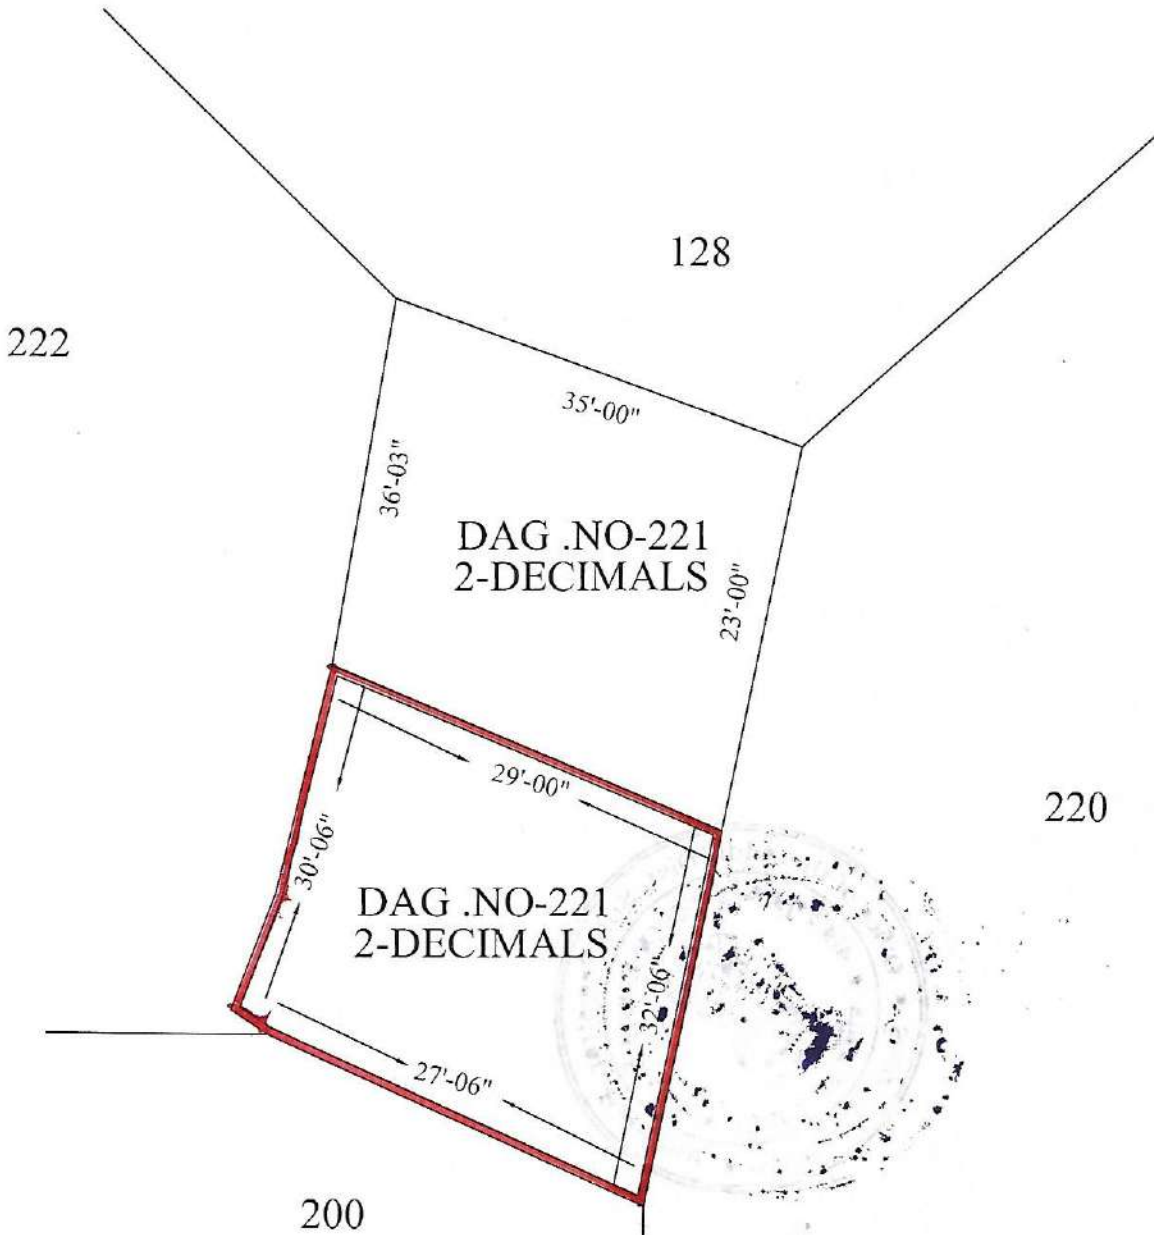 128
222
35'-00"
36'-03"
DAG .NO-221
2-DECIMALS
23'-00"
29'-00"
220
30'-06"
DAG .NO-221
2-DECIMALS
32'-06"
27'-06"
200